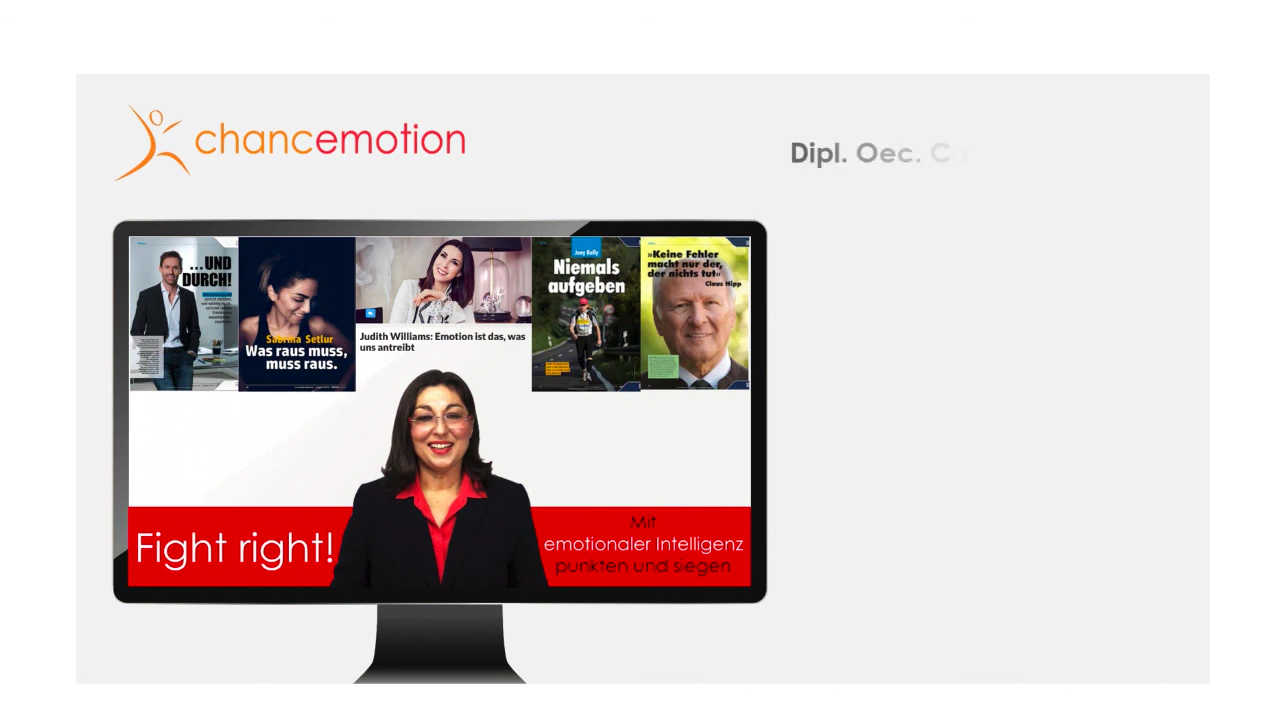 chancemotion
Dipl. Oec.
...UND
DURCH!
Sabrina Setlur
Was raus muss,
muss raus.
Judith Williams: Emotion ist das, was
uns antreibt
Joey Kelly
Niemals
aufgeben
»Keine Fehler
macht nur der,
der nichts tut«
Claus Hipp
Fight right!
Mit
emotionaler Intelligenz
punkten und siegen